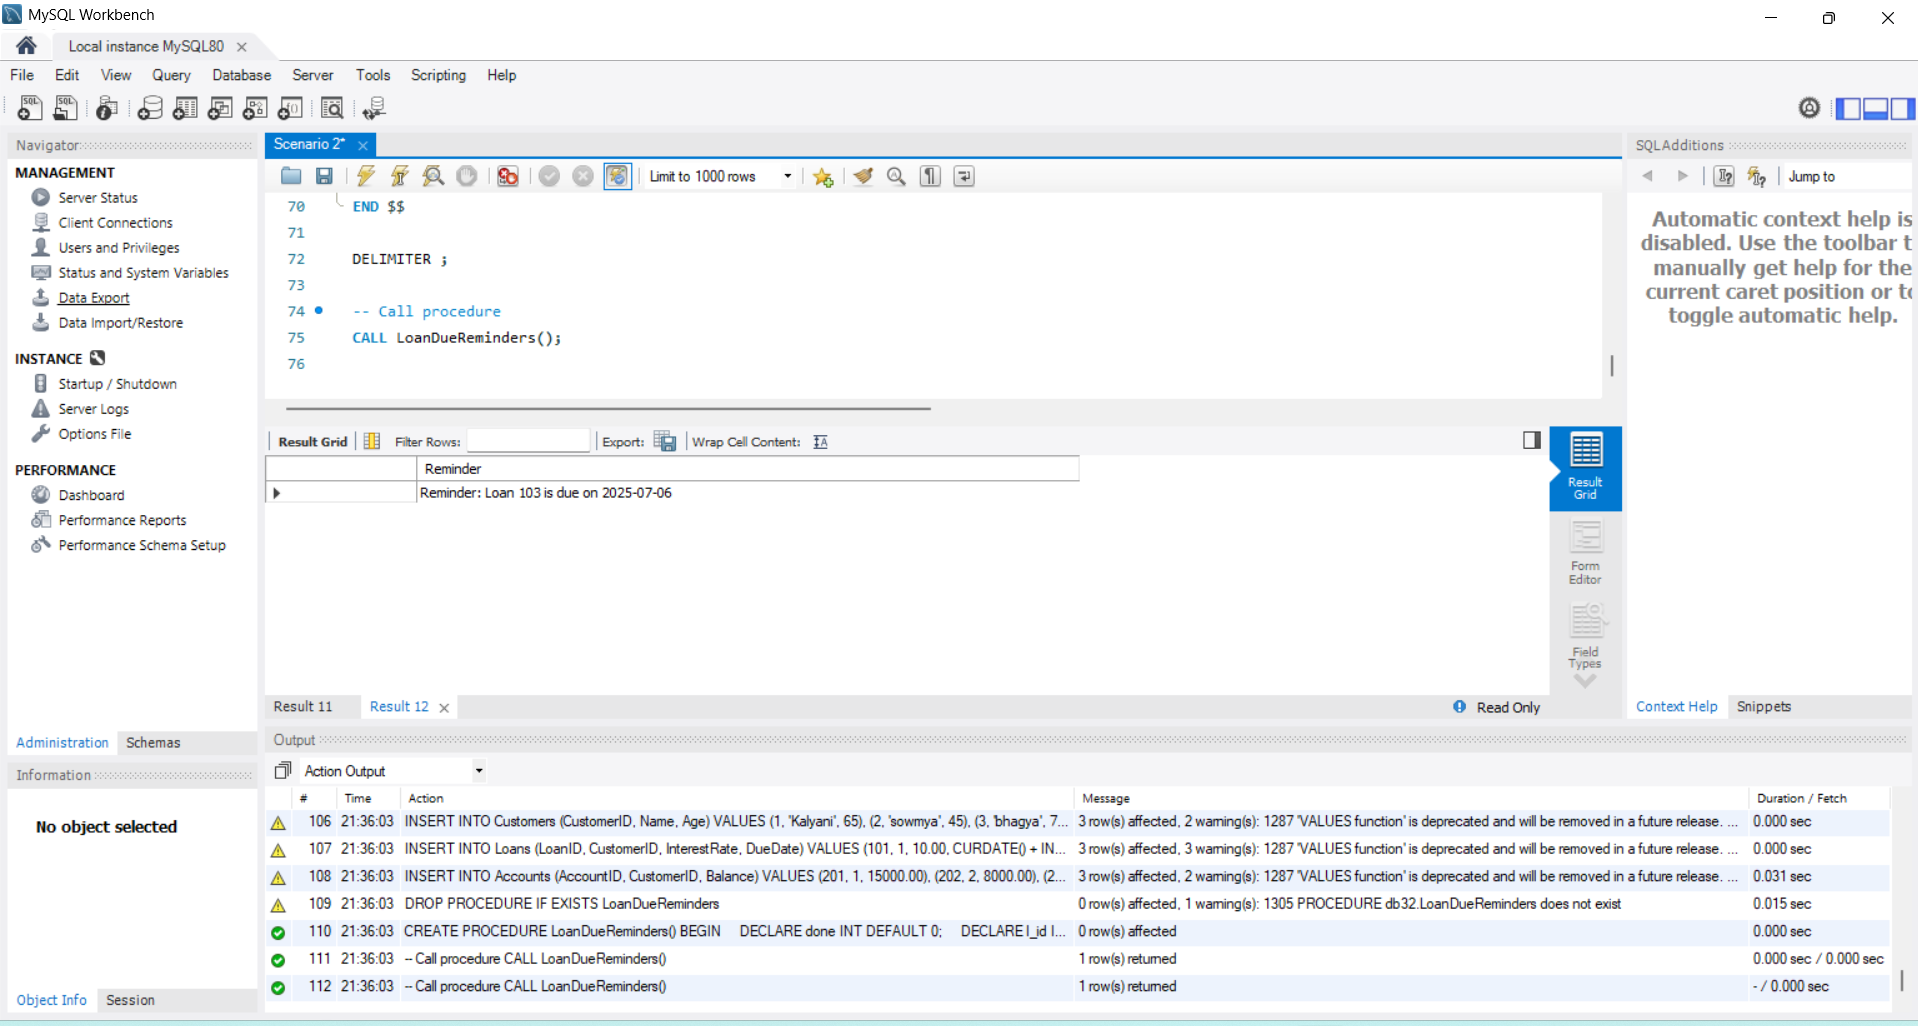 MySQL Workbench
Local instance MySQL80
File Edit View Query Database Server Tools Scripting Help
Navigator
MANAGEMENT
Server Status
Client Connections
Users and Privileges
Status and System Variables
Data Export
Data Import/Restore
INSTANCE
Startup / Shutdown
Server Logs
Options File
PERFORMANCE
Dashboard
Performance Reports
Performance Schema Setup
Administration Schemas
Information
No object selected
Object Info Session
Scenario 2*
Limit to 1000 rows
70 END $$
71
72 DELIMITER ;
73
74 -- Call procedure
75 CALL LoanDueReminders();
76
Result Grid Filter Rows: Export: Wrap Cell Content:
Reminder
Reminder: Loan 103 is due on 2025-07-06
Result Grid
Form Editor
Field Types
Result 11 Result 12 Read Only
SQLAdditions
Jump to
Automatic context help is
disabled. Use the toolbar t
manually get help for the
current caret position or to
toggle automatic help.
Context Help Snippets
Output
Action Output
# Time Action Message Duration / Fetch
106 21:36:03 INSERT INTO Customers (CustomerID, Name, Age) VALUES (1, 'Kalyani', 65), (2, 'sowmya', 45), (3, 'bhagya', 7... 3 row(s) affected, 2 warning(s): 1287 'VALUES function' is deprecated and will be removed in a future release. ... 0.000 sec
107 21:36:03 INSERT INTO Loans (LoanID, CustomerID, InterestRate, DueDate) VALUES (101, 1, 10.00, CURDATE() + IN... 3 row(s) affected, 3 warning(s): 1287 'VALUES function' is deprecated and will be removed in a future release. ... 0.000 sec
108 21:36:03 INSERT INTO Accounts (AccountID, CustomerID, Balance) VALUES (201, 1, 15000.00), (202, 2, 8000.00), (2... 3 row(s) affected, 2 warning(s): 1287 'VALUES function' is deprecated and will be removed in a future release. ... 0.031 sec
109 21:36:03 DROP PROCEDURE IF EXISTS LoanDueReminders 0 row(s) affected, 1 warning(s): 1305 PROCEDURE db32.LoanDueReminders does not exist 0.015 sec
110 21:36:03 CREATE PROCEDURE LoanDueReminders() BEGIN DECLARE done INT DEFAULT 0; DECLARE l_id I... 0 row(s) affected 0.000 sec
111 21:36:03 -- Call procedure CALL LoanDueReminders() 1 row(s) returned 0.000 sec / 0.000 sec
112 21:36:03 -- Call procedure CALL LoanDueReminders() 1 row(s) returned - / 0.000 sec